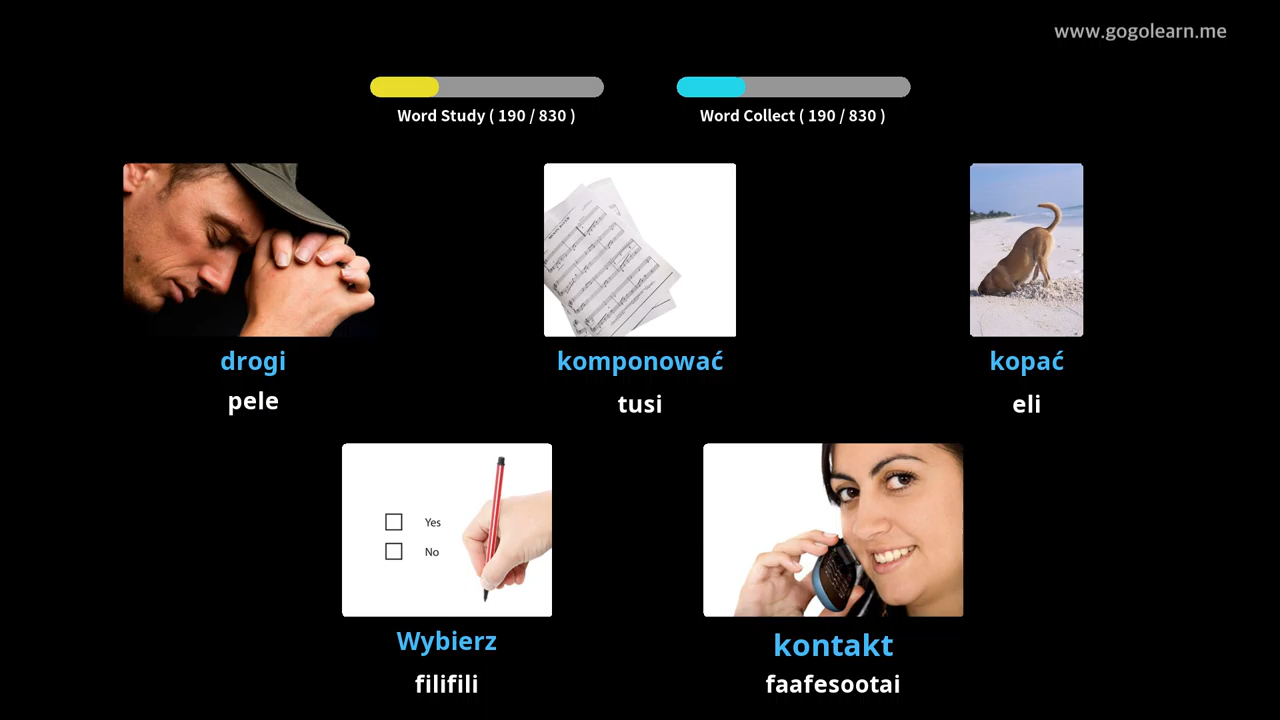 www.gogolearn.me
Word Study ( 190 / 830 )
Word Collect ( 190 / 830 )
drogi
pele
komponować
tusi
kopać
eli
Yes
No
Wybierz
filifili
kontakt
faafesootai